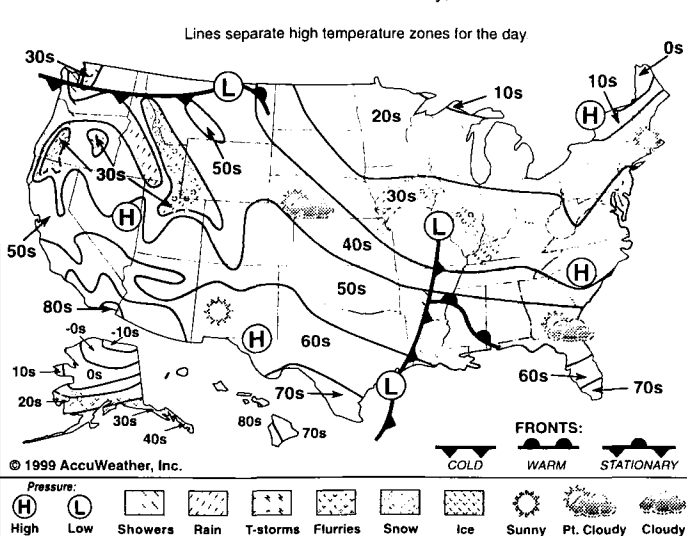 Lines separate high temperature zones for the day
30s
0s
10s
10s
20s
50s
30s
30s
40s
50s
50s
80s
60s
70s
60s
70s
-0s
-10s
10s
0s
20s
30s
40s
80s
70s
L
H
H
L
H
H
L
FRONTS:
COLD WARM STATIONARY
© 1999 AccuWeather, Inc.
Pressure:
H L
High Low Showers Rain T-storms Flurries Snow Ice Sunny Pt. Cloudy Cloudy